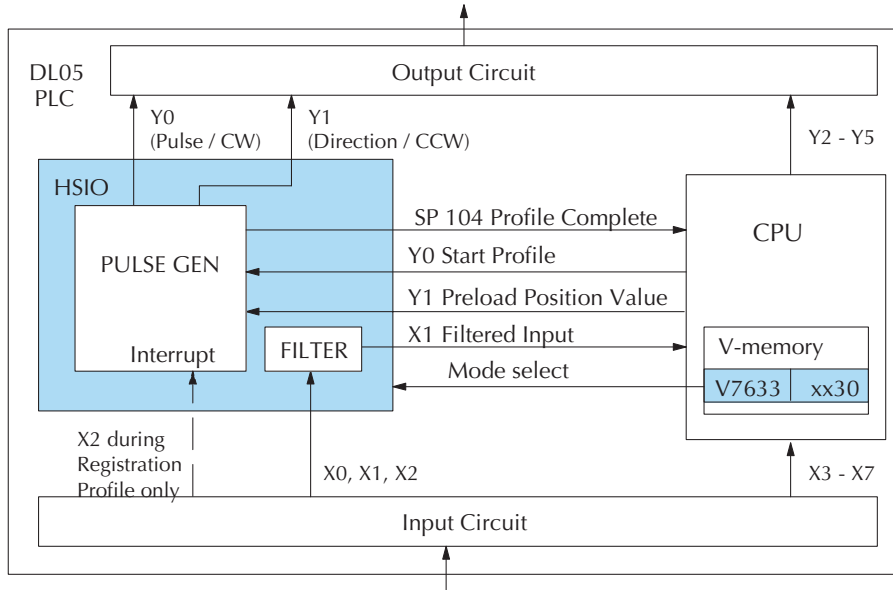 DL05
PLC
Output Circuit
Y0
(Pulse / CW)
Y1
(Direction / CCW)
Y2 - Y5
HSIO
PULSE GEN
Interrupt
FILTER
SP 104 Profile Complete
Y0 Start Profile
Y1 Preload Position Value
X1 Filtered Input
Mode select
CPU
V-memory
V7633 xx30
X2 during
Registration
Profile only
X0, X1, X2
X3 - X7
Input Circuit